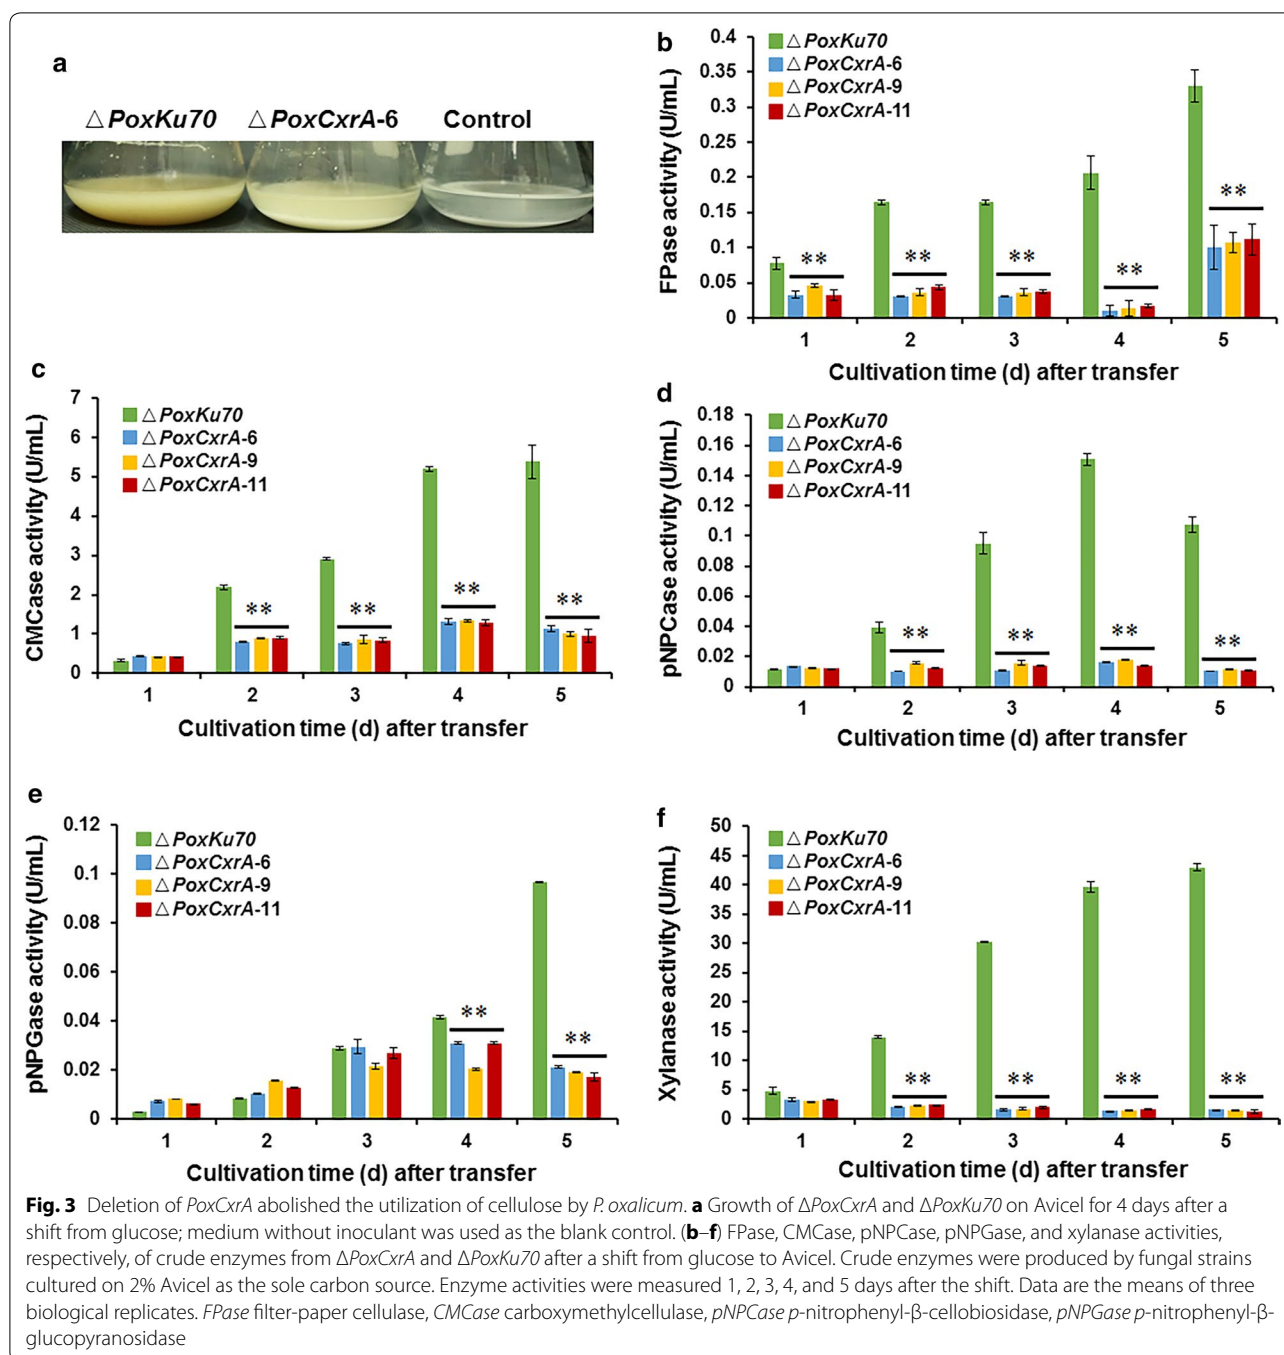 a
△PoxKu70 △PoxCxrA-6 Control
b
FPase activity (U/mL)
0.4
0.35
0.3
0.25
0.2
0.15
0.1
0.05
0
△PoxKu70
△PoxCxrA-6
△PoxCxrA-9
△PoxCxrA-11
** ** ** ** **
1 2 3 4 5
Cultivation time (d) after transfer
c
CMCase activity (U/mL)
7
6
5
4
3
2
1
0
△PoxKu70
△PoxCxrA-6
△PoxCxrA-9
△PoxCxrA-11
** ** ** **
1 2 3 4 5
Cultivation time (d) after transfer
d
pNPCase activity (U/mL)
0.18
0.16
0.14
0.12
0.1
0.08
0.06
0.04
0.02
0
△PoxKu70
△PoxCxrA-6
△PoxCxrA-9
△PoxCxrA-11
** ** ** **
1 2 3 4 5
Cultivation time (d) after transfer
e
pNPGase activity (U/mL)
0.12
0.1
0.08
0.06
0.04
0.02
0
△PoxKu70
△PoxCxrA-6
△PoxCxrA-9
△PoxCxrA-11
** **
1 2 3 4 5
Cultivation time (d) after transfer
f
Xylanase activity (U/mL)
50
45
40
35
30
25
20
15
10
5
0
△PoxKu70
△PoxCxrA-6
△PoxCxrA-9
△PoxCxrA-11
** ** ** **
1 2 3 4 5
Cultivation time (d) after transfer
Fig. 3 Deletion of PoxCxrA abolished the utilization of cellulose by P. oxalicum. a Growth of ΔPoxCxrA and ΔPoxKu70 on Avicel for 4 days after a
shift from glucose; medium without inoculant was used as the blank control. (b–f) FPase, CMCase, pNPCase, pNPGase, and xylanase activities,
respectively, of crude enzymes from ΔPoxCxrA and ΔPoxKu70 after a shift from glucose to Avicel. Crude enzymes were produced by fungal strains
cultured on 2% Avicel as the sole carbon source. Enzyme activities were measured 1, 2, 3, 4, and 5 days after the shift. Data are the means of three
biological replicates. FPase filter-paper cellulase, CMCase carboxymethylcellulase, pNPCase p-nitrophenyl-β-cellobiosidase, pNPGase p-nitrophenyl-β-
glucopyranosidase